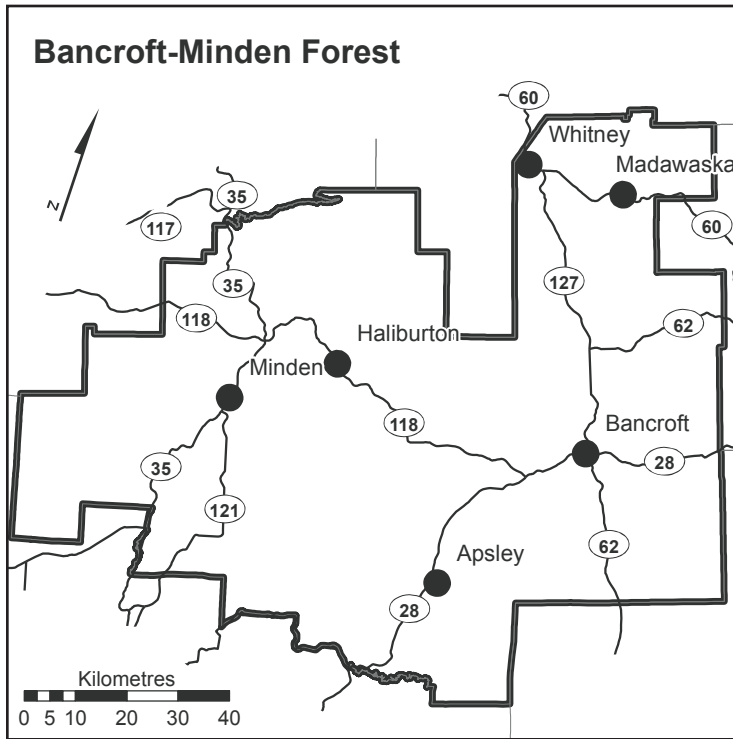 Bancroft-Minden Forest
60
Whitney
Madawaska
N
35
117
60
35
127
118
62
Haliburton
Minden
118
Bancroft
35
28
121
62
Apsley
28
Kilometres
0 5 10 20 30 40